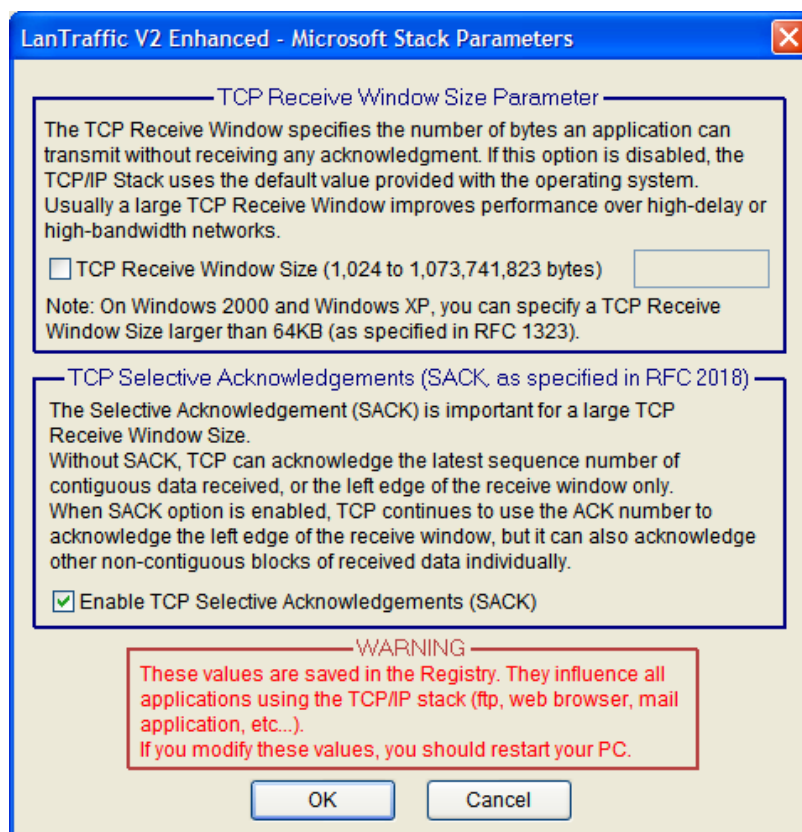 LanTraffic V2 Enhanced - Microsoft Stack Parameters
TCP Receive Window Size Parameter
The TCP Receive Window specifies the number of bytes an application can
transmit without receiving any acknowledgment. If this option is disabled, the
TCP/IP Stack uses the default value provided with the operating system.
Usually a large TCP Receive Window improves performance over high-delay or
high-bandwidth networks.
TCP Receive Window Size (1,024 to 1,073,741,823 bytes)
Note: On Windows 2000 and Windows XP, you can specify a TCP Receive
Window Size larger than 64KB (as specified in RFC 1323).
TCP Selective Acknowledgements (SACK, as specified in RFC 2018)
The Selective Acknowledgement (SACK) is important for a large TCP
Receive Window Size.
Without SACK, TCP can acknowledge the latest sequence number of
contiguous data received, or the left edge of the receive window only.
When SACK option is enabled, TCP continues to use the ACK number to
acknowledge the left edge of the receive window, but it can also acknowledge
other non-contiguous blocks of received data individually.
Enable TCP Selective Acknowledgements (SACK)
WARNING
These values are saved in the Registry. They influence all
applications using the TCP/IP stack (ftp, web browser, mail
application, etc...).
If you modify these values, you should restart your PC.
OK
Cancel